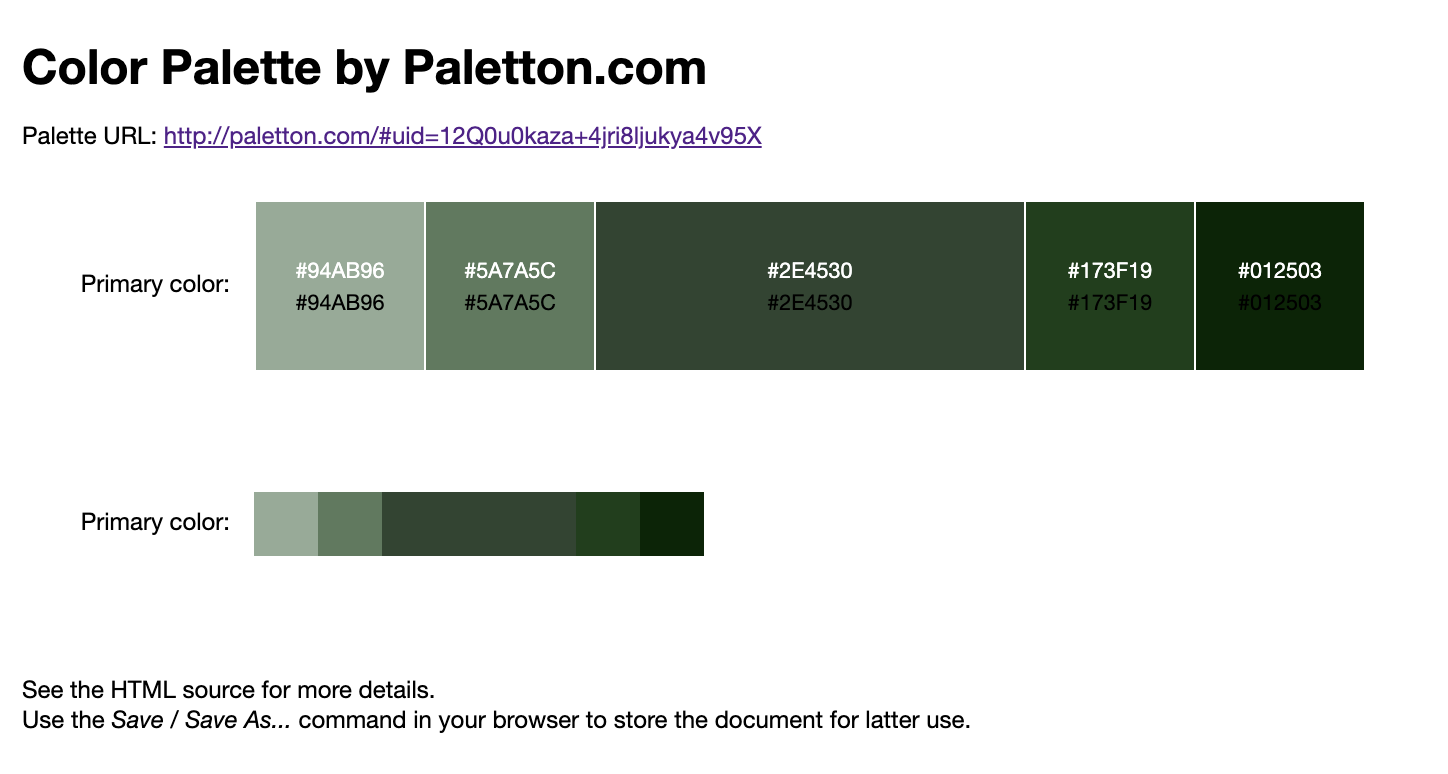 Color Palette by Paletton.com
Palette URL: http://paletton.com/#uid=12Q0u0kaza+4jri8ljukya4v95X
Primary color:
#94AB96
#94AB96
#5A7A5C
#5A7A5C
#2E4530
#2E4530
#173F19
#173F19
#012503
#012503
Primary color:
See the HTML source for more details.
Use the Save / Save As... command in your browser to store the document for latter use.